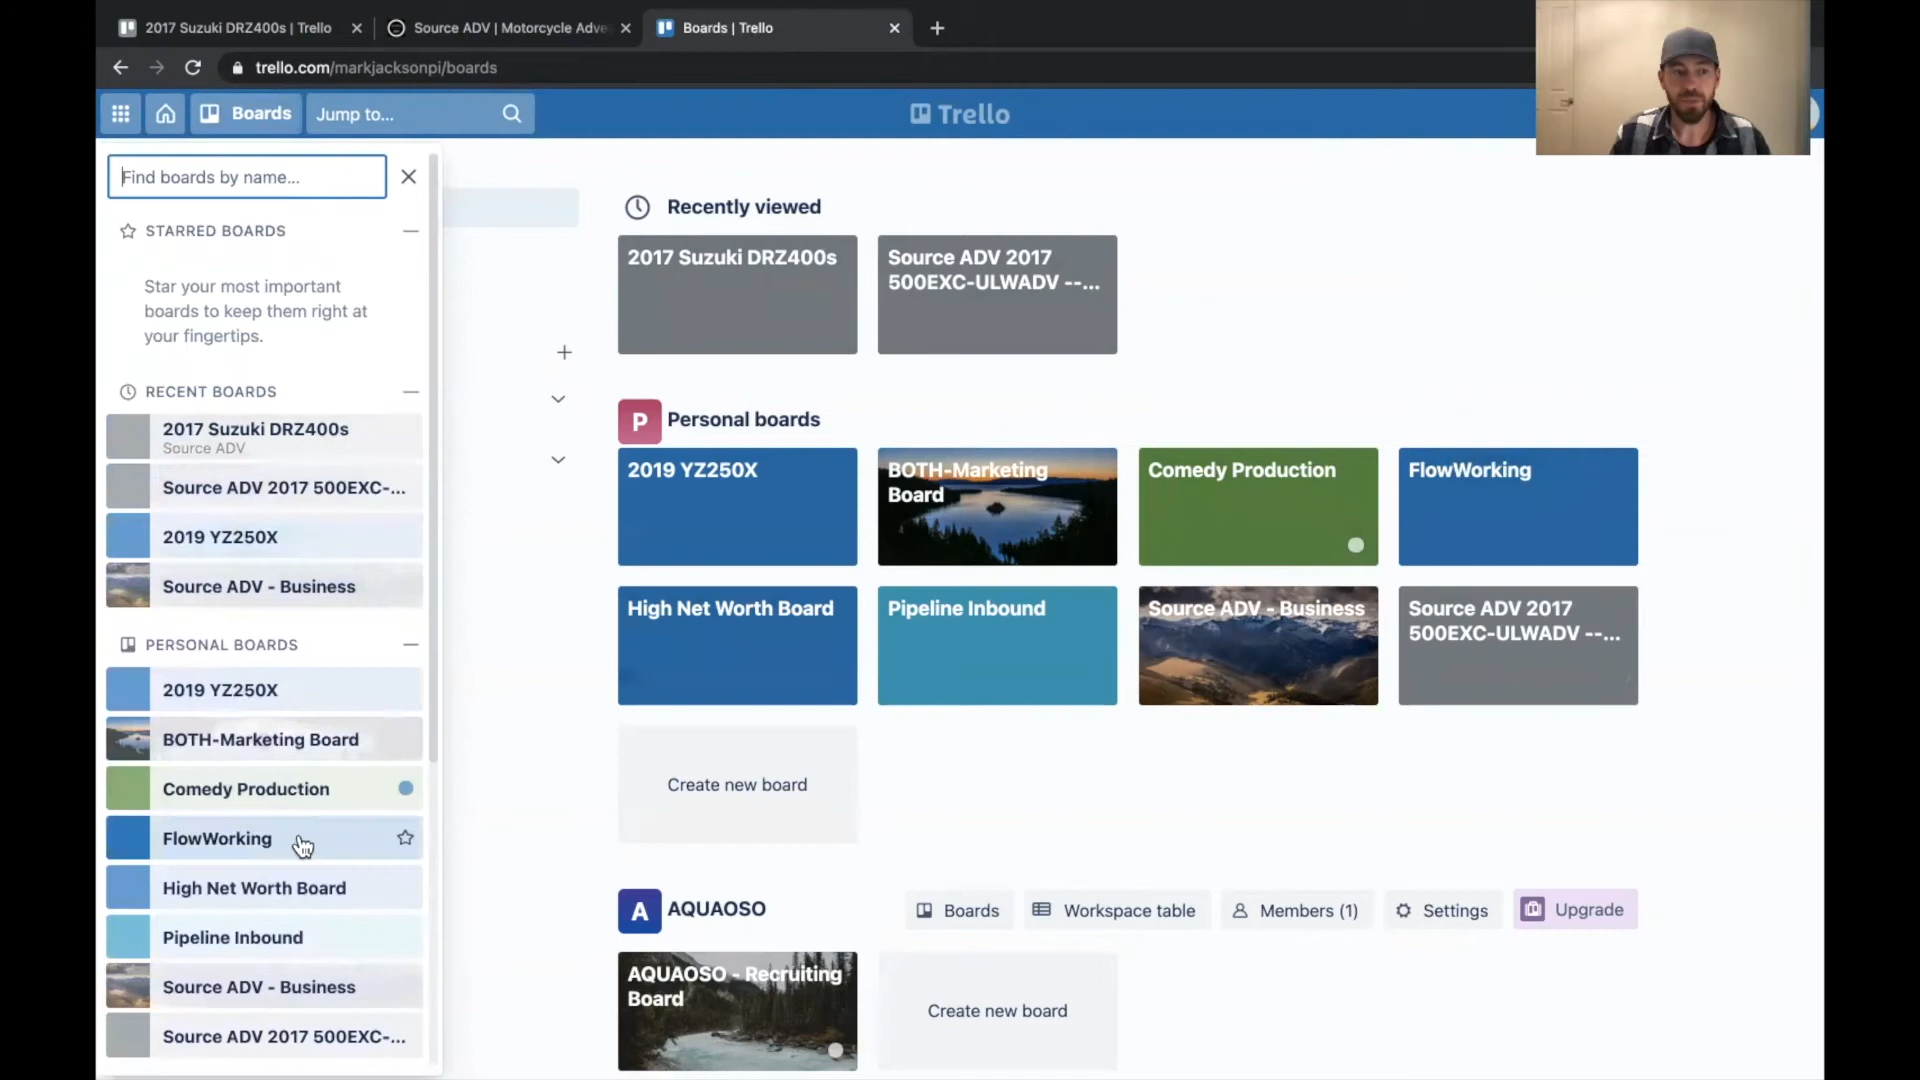 2017 Suzuki DRZ400s | Trello
Source ADV | Motorcycle Adve
Boards | Trello
trello.com/markjacksonpi/boards
Boards
Jump to...
Trello
Find boards by name...
STARRED BOARDS
Star your most important
boards to keep them right at
your fingertips.
RECENT BOARDS
2017 Suzuki DRZ400s
Source ADV
Source ADV 2017 500EXC-...
2019 YZ250X
Source ADV - Business
PERSONAL BOARDS
2019 YZ250X
BOTH-Marketing Board
Comedy Production
FlowWorking
High Net Worth Board
Pipeline Inbound
Source ADV - Business
Source ADV 2017 500EXC-...
Recently viewed
2017 Suzuki DRZ400s
Source ADV 2017
500EXC-ULWADV --...
P Personal boards
2019 YZ250X
BOTH-Marketing
Board
Comedy Production
FlowWorking
High Net Worth Board
Pipeline Inbound
Source ADV - Business
Source ADV 2017
500EXC-ULWADV --...
Create new board
A AQUAOSO
Boards
Workspace table
Members (1)
Settings
Upgrade
AQUAOSO - Recruiting
Board
Create new board